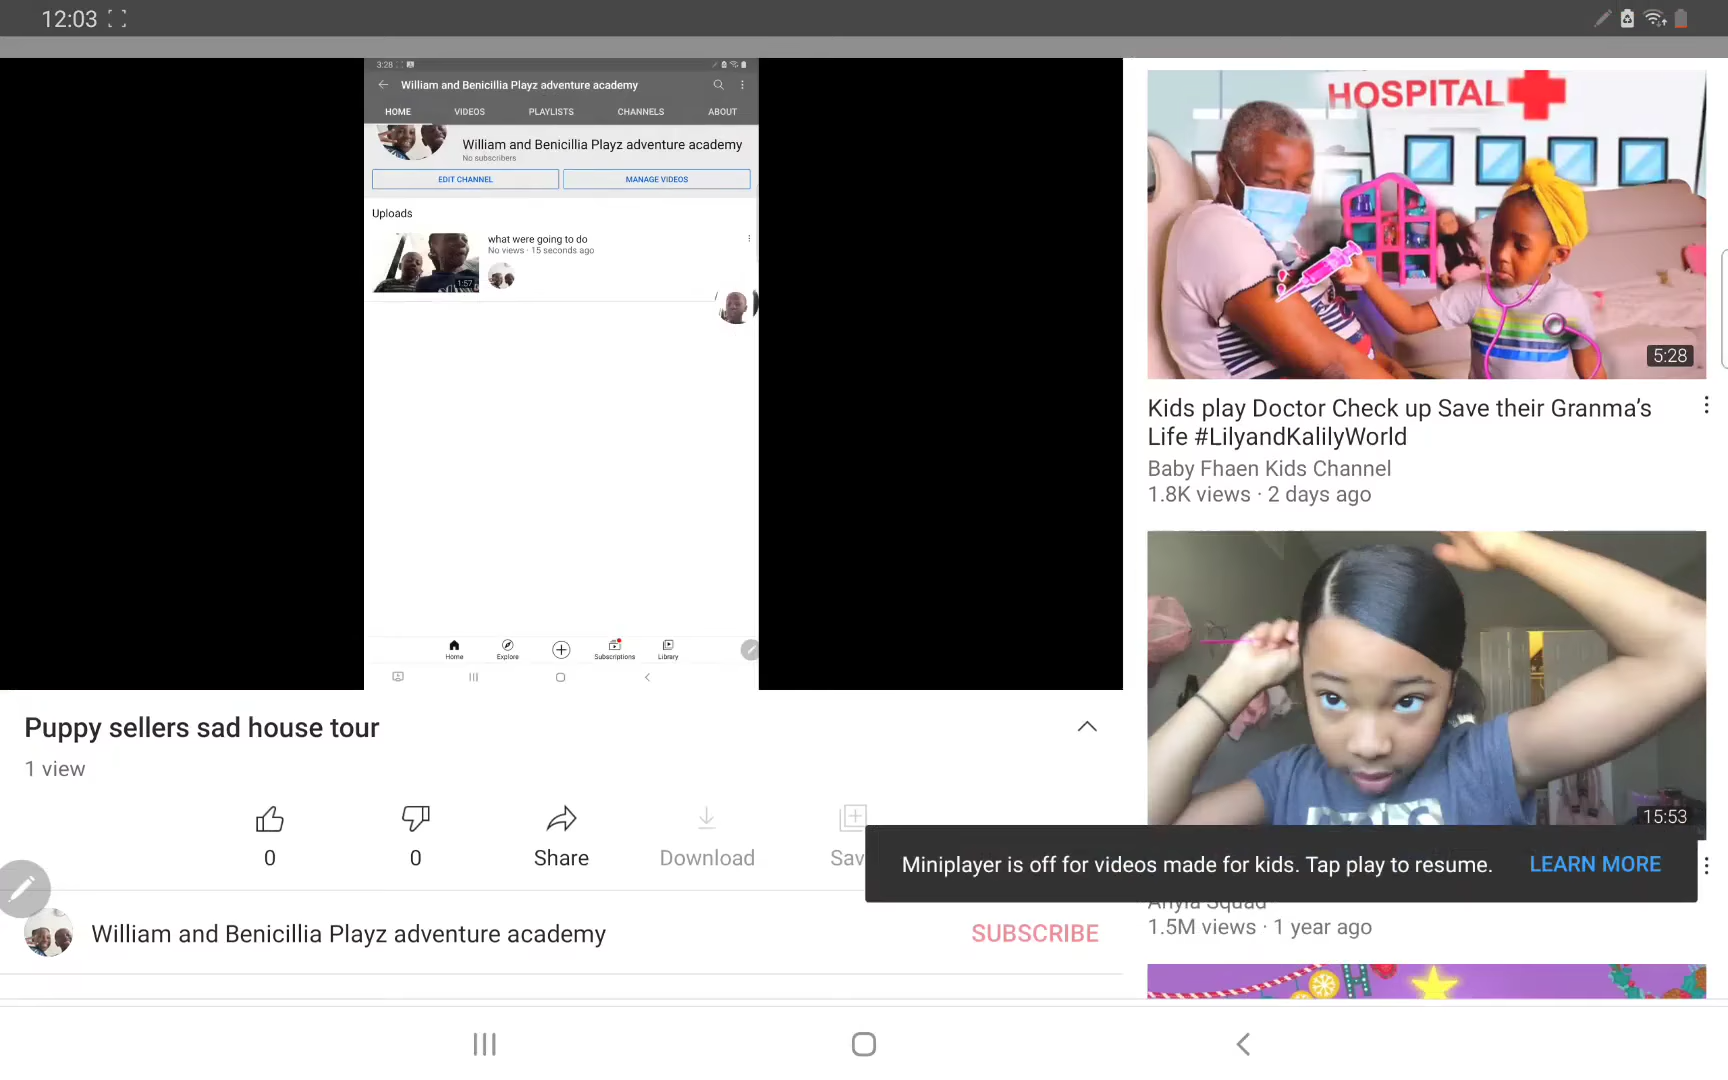 12:03
3:28
William and Benicillia Playz adventure academy
HOME VIDEOS PLAYLISTS CHANNELS ABOUT
William and Benicillia Playz adventure academy
No subscribers
EDIT CHANNEL MANAGE VIDEOS
Uploads
what were going to do
No views · 15 seconds ago
1:57
Home Explore Subscriptions Library
Puppy sellers sad house tour
1 view
0 0 Share Download Sav
William and Benicillia Playz adventure academy SUBSCRIBE
HOSPITAL
5:28
Kids play Doctor Check up Save their Granma's
Life #LilyandKalilyWorld
Baby Fhaen Kids Channel
1.8K views · 2 days ago
15:53
Miniplayer is off for videos made for kids. Tap play to resume. LEARN MORE
Anyla Squad
1.5M views · 1 year ago